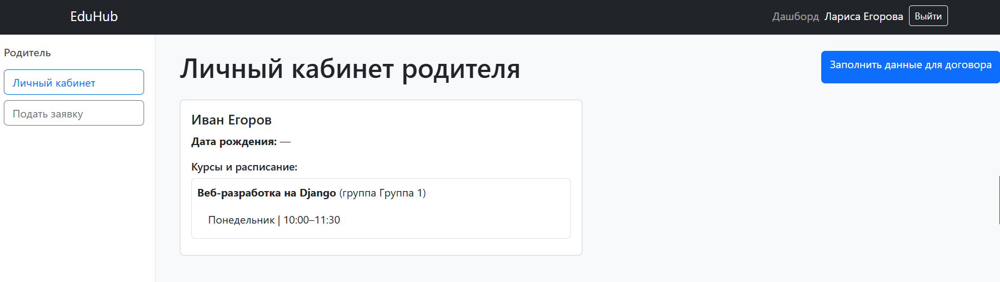 EduHub
Дашборд Лариса Егорова Выйти
Родитель
Личный кабинет
Подать заявку
Личный кабинет родителя
Заполнить данные для договора
Иван Егоров
Дата рождения: —
Курсы и расписание:
Веб-разработка на Django (группа Группа 1)
Понедельник | 10:00–11:30